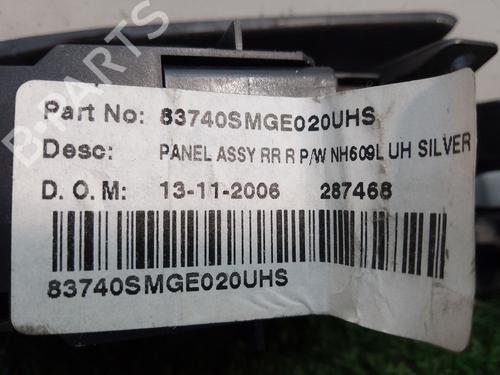 B-PARTS
Part No: 83740SMGE020UHS
Desc: PANEL ASSY RR R P/W NH609L UH SILVER
D. O. M: 13-11-2006 287468
83740SMGE020UHS